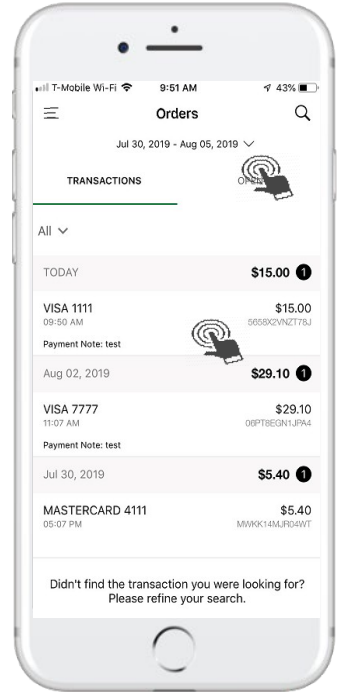 T-Mobile Wi-Fi 9:51 AM 43%
Orders
Jul 30, 2019 - Aug 05, 2019
TRANSACTIONS
All
TODAY $15.00 1
VISA 1111 $15.00
09:50 AM 5658X2VNZT78J
Payment Note: test
Aug 02, 2019 $29.10 1
VISA 7777 $29.10
11:07 AM 06PT8EGN1JPA4
Payment Note: test
Jul 30, 2019 $5.40 1
MASTERCARD 4111 $5.40
05:07 PM MWKK14MJR04WT
Didn't find the transaction you were looking for?
Please refine your search.